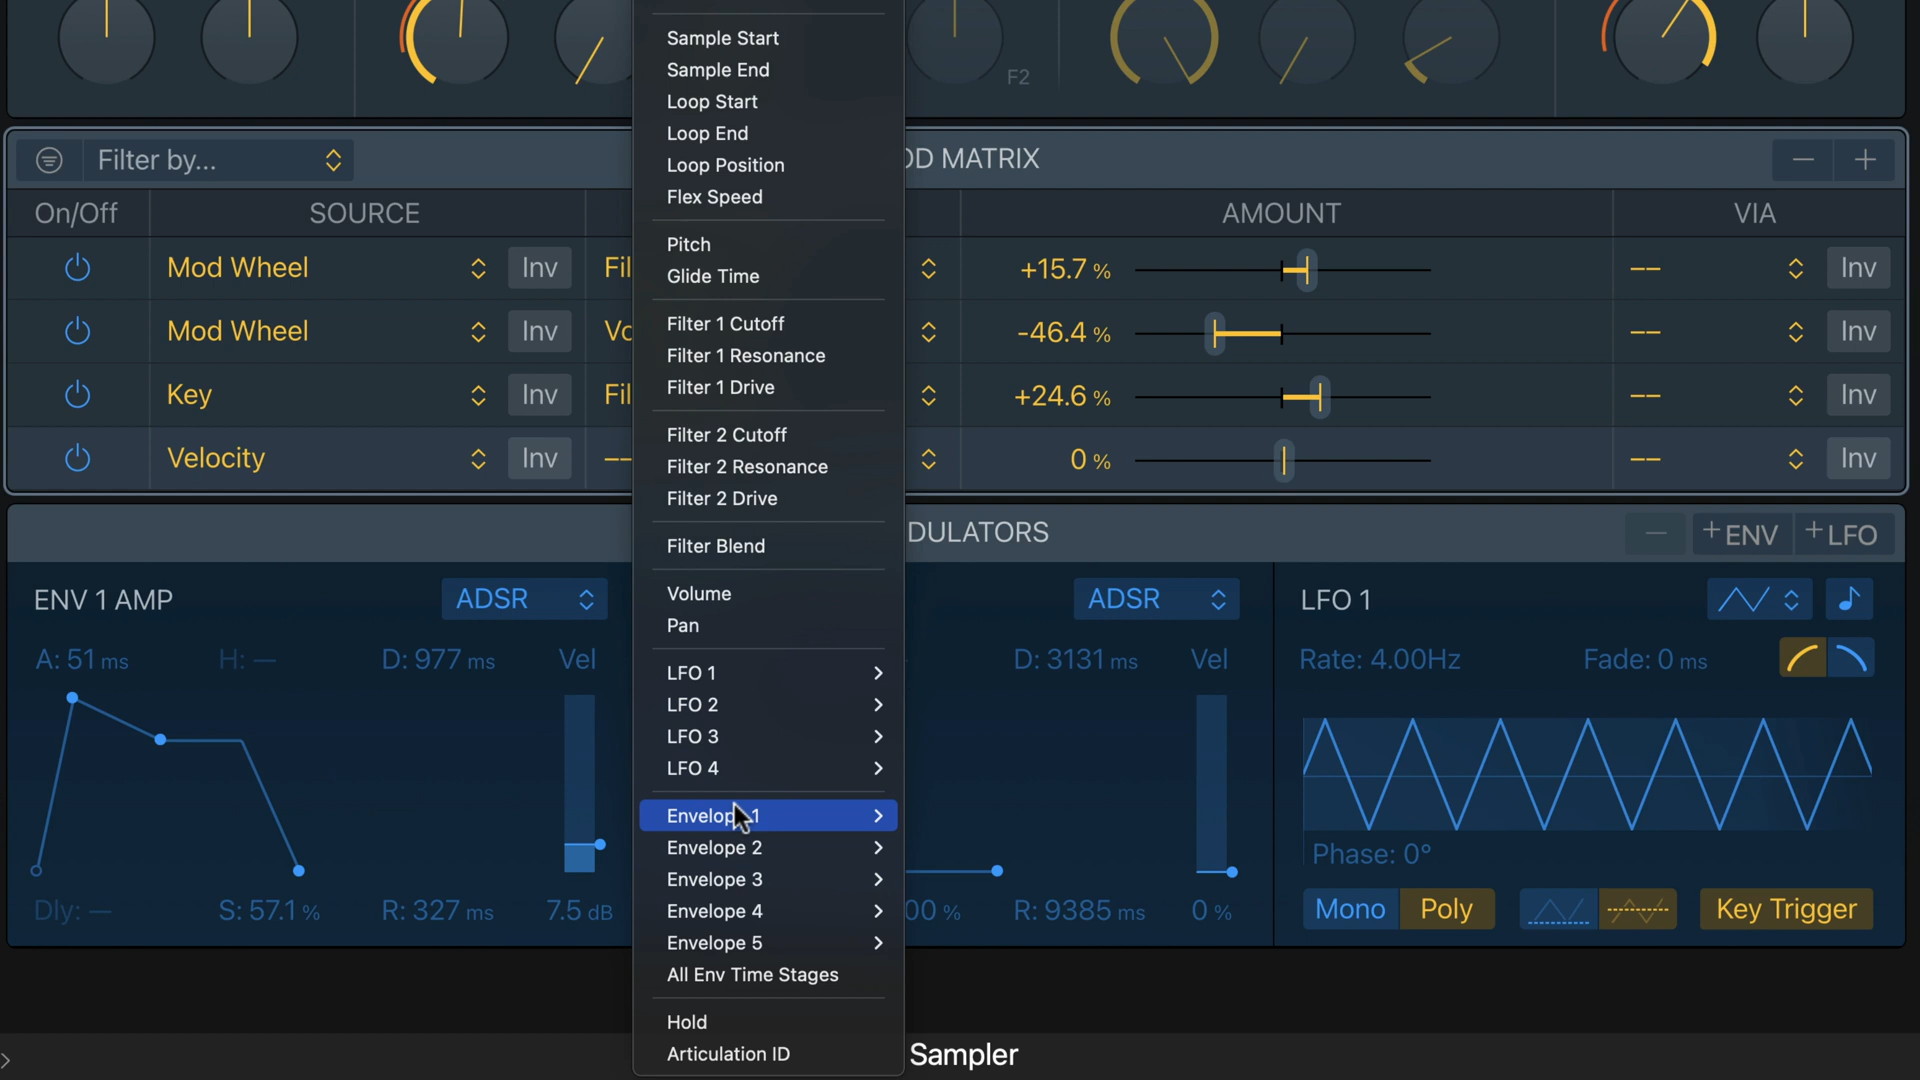 F2
Filter by...
OD MATRIX
On/Off
SOURCE
AMOUNT
VIA
Mod Wheel
Inv
Fil
+15.7 %
--
Inv
Mod Wheel
Inv
Vo
-46.4 %
--
Inv
Key
Inv
Fil
+24.6 %
--
Inv
Velocity
Inv
--
0 %
--
Inv
Sample Start
Sample End
Loop Start
Loop End
Loop Position
Flex Speed
Pitch
Glide Time
Filter 1 Cutoff
Filter 1 Resonance
Filter 1 Drive
Filter 2 Cutoff
Filter 2 Resonance
Filter 2 Drive
Filter Blend
Volume
Pan
LFO 1
LFO 2
LFO 3
LFO 4
Envelope 1
Envelope 2
Envelope 3
Envelope 4
Envelope 5
All Env Time Stages
Hold
Articulation ID
DULATORS
+ENV
+LFO
ENV 1 AMP
ADSR
A: 51 ms
H: —
D: 977 ms
Vel
Dly: —
S: 57.1 %
R: 327 ms
7.5 dB
ADSR
D: 3131 ms
Vel
00 %
R: 9385 ms
0 %
LFO 1
Rate: 4.00Hz
Fade: 0 ms
Phase: 0°
Mono
Poly
Key Trigger
Sampler